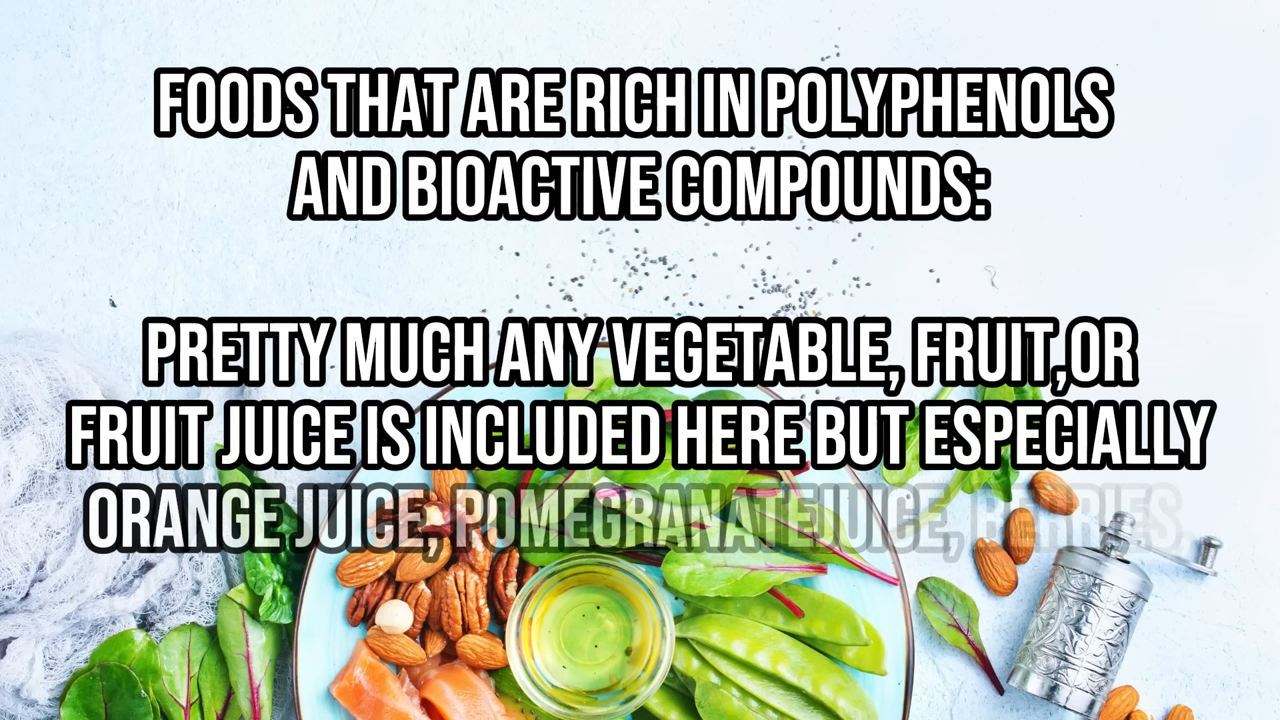 FOODS THAT ARE RICH IN POLYPHENOLS
AND BIOACTIVE COMPOUNDS:
PRETTY MUCH ANY VEGETABLE, FRUIT,OR
FRUIT JUICE IS INCLUDED HERE BUT ESPECIALLY
ORANGE JUICE, POMEGRANATEJUICE, BERRIES,